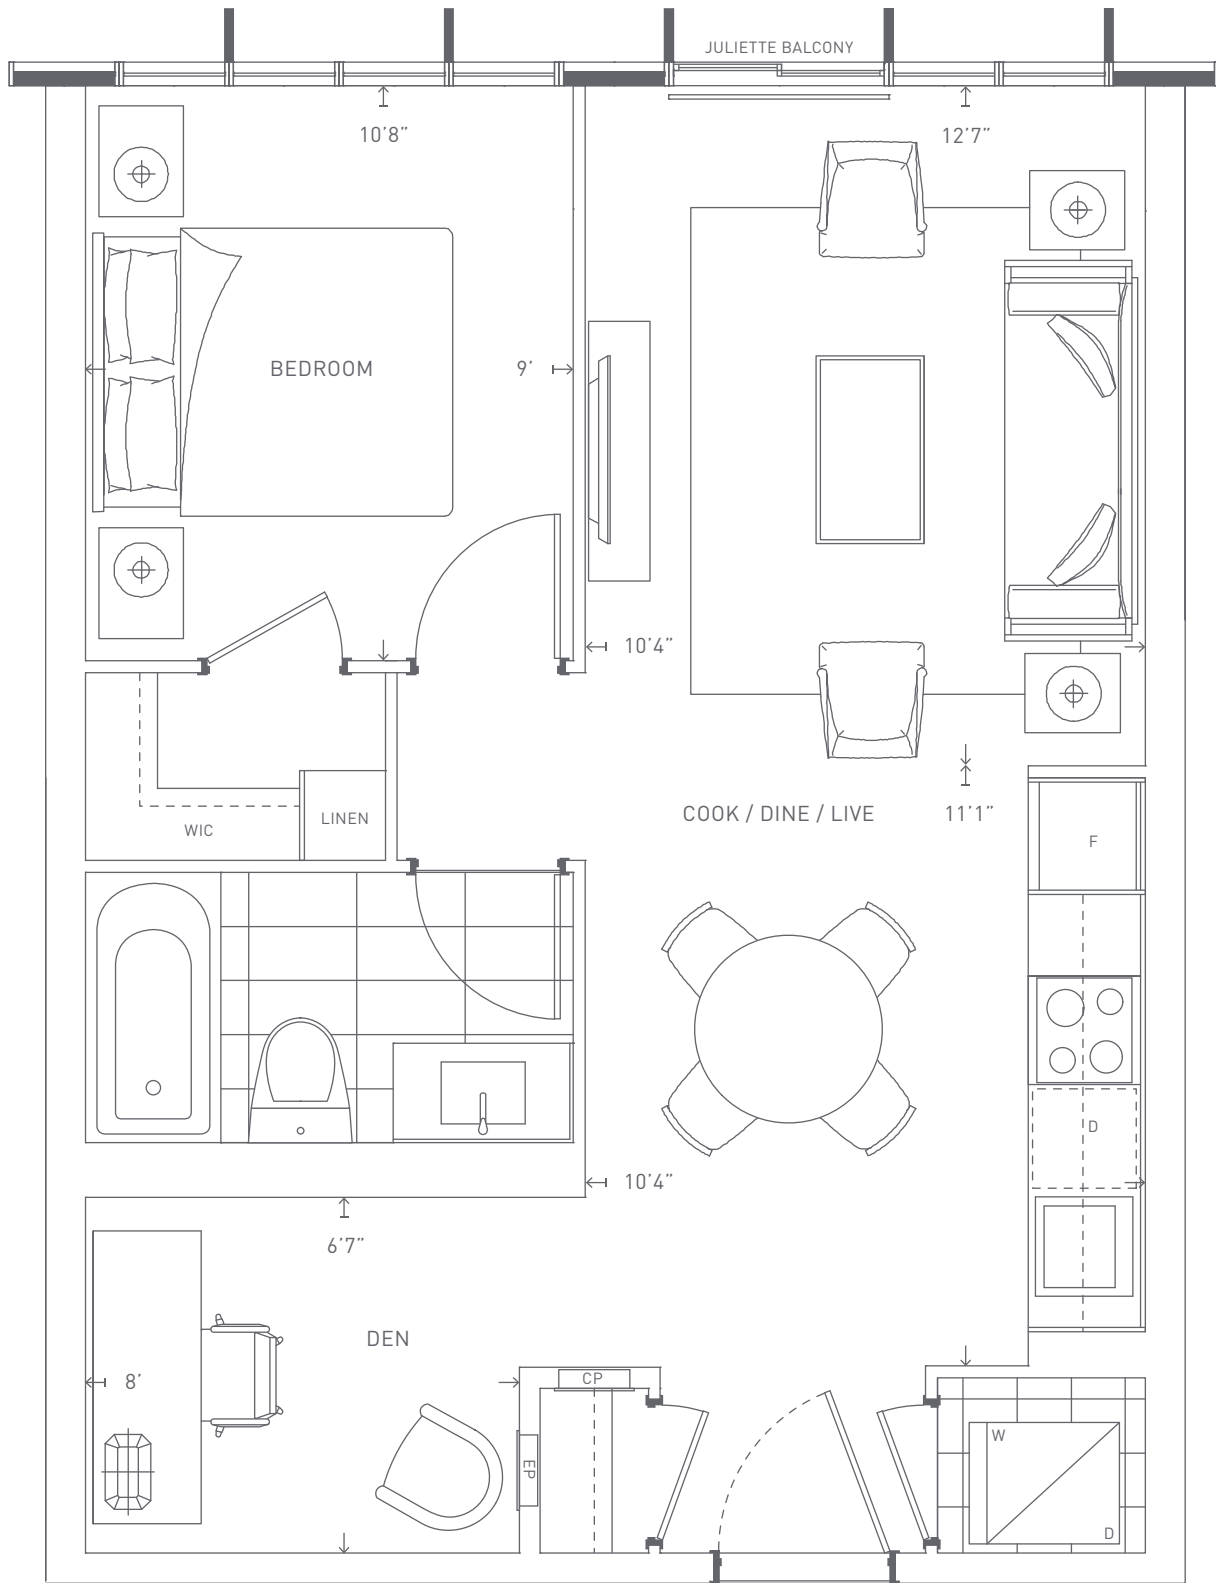 JULIETTE BALCONY
10'8”
12'7”
BEDROOM
9'
10'4”
COOK / DINE / LIVE
11'1”
WIC
LINEN
F
D
10'4”
6'7”
DEN
8'
CP
EP
W
D